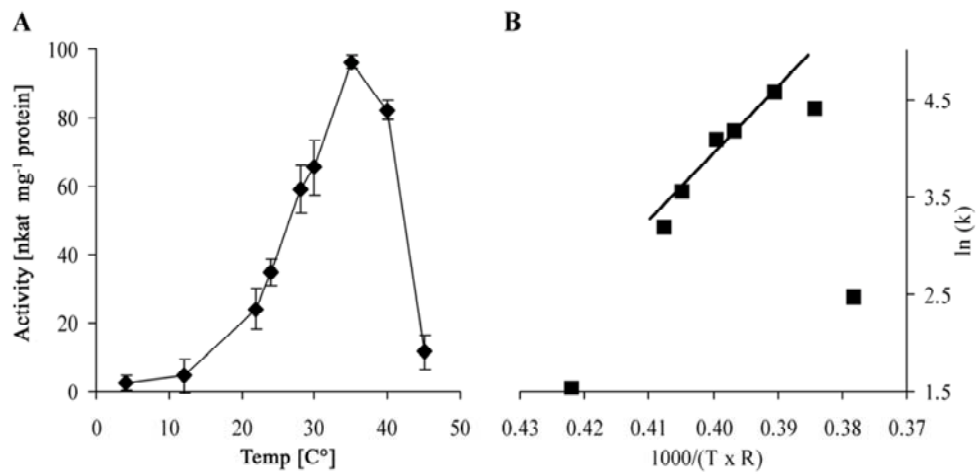 A
B
Activity [nkat mg⁻¹ protein]
100
80
60
40
20
0
0 10 20 30 40 50
Temp [C°]
4.5
3.5
2.5
1.5
ln (k)
0.43 0.42 0.41 0.40 0.39 0.38 0.37
1000/(T x R)